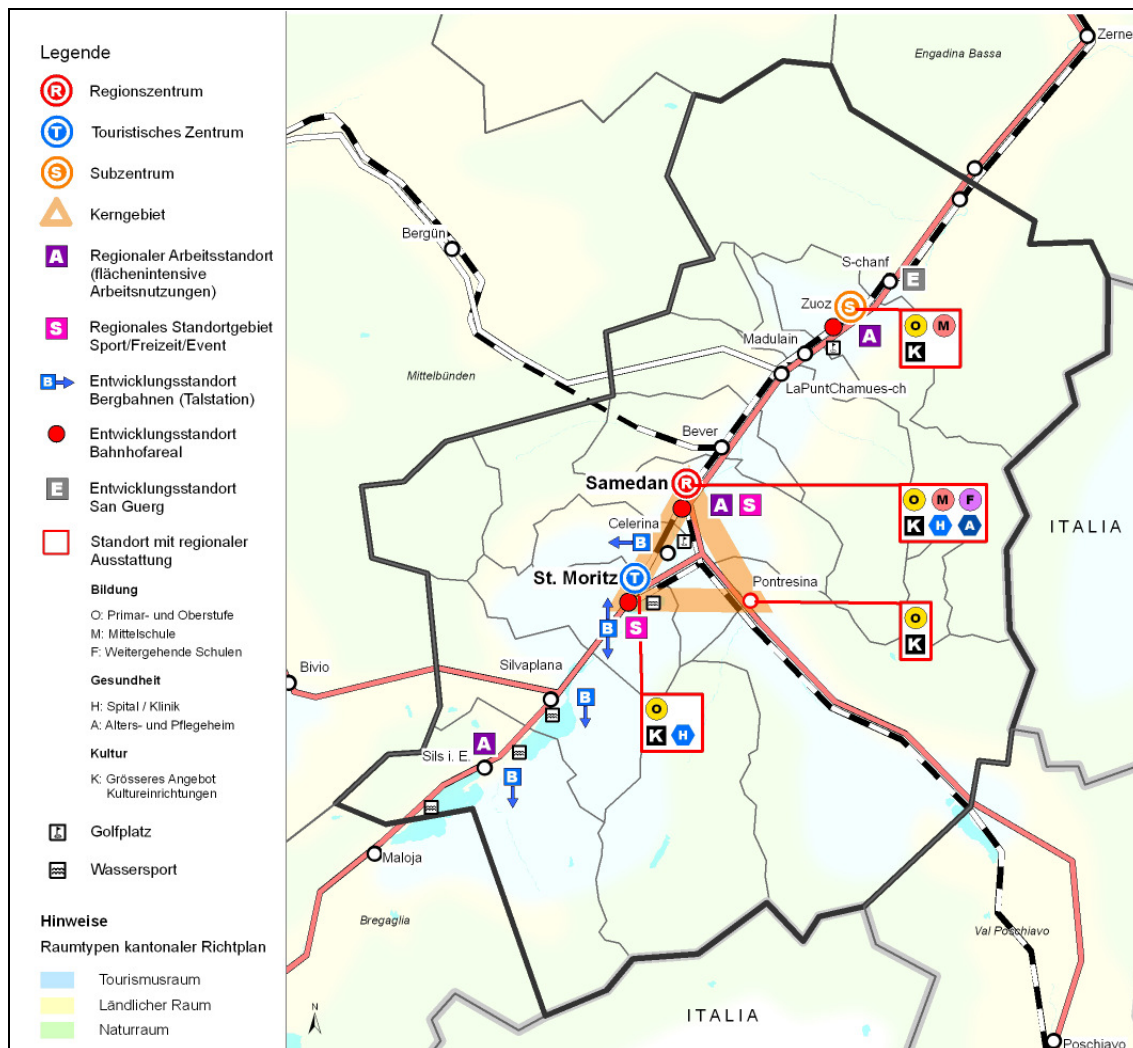 Legende
R Regionszentrum
T Touristisches Zentrum
S Subzentrum
Kerngebiet
A Regionaler Arbeitsstandort
(flächenintensive
Arbeitsnutzungen)
S Regionales Standortgebiet
Sport/Freizeit/Event
B Entwicklungsstandort
Bergbahnen (Talstation)
Entwicklungsstandort
Bahnhofareal
E Entwicklungsstandort
San Guerg
Standort mit regionaler
Ausstattung
Bildung
O: Primar- und Oberstufe
M: Mittelschule
F: Weitergehende Schulen
Gesundheit
H: Spital / Klinik
A: Alters- und Pflegeheim
Kultur
K: Grösseres Angebot
Kultureinrichtungen
Golfplatz
Wassersport
Hinweise
Raumtypen kantonaler Richtplan
Tourismusraum
Ländlicher Raum
Naturraum
Zerne
Engadina Bassa
Bergün
S-chanf
E
Zuoz
S
O M
K
A
Madulain
Mittelbünden
LaPuntChamues-ch
Bever
Samedan
R
O M F
K H A
A S
ITALIA
Celerina
B
St. Moritz
T
Pontresina
O
K
B
S
Bivio
Silvaplana
B
O
K H
A
Sils i. E.
B
Maloja
Bregaglia
Val Poschiavo
N
ITALIA
Poschiavo